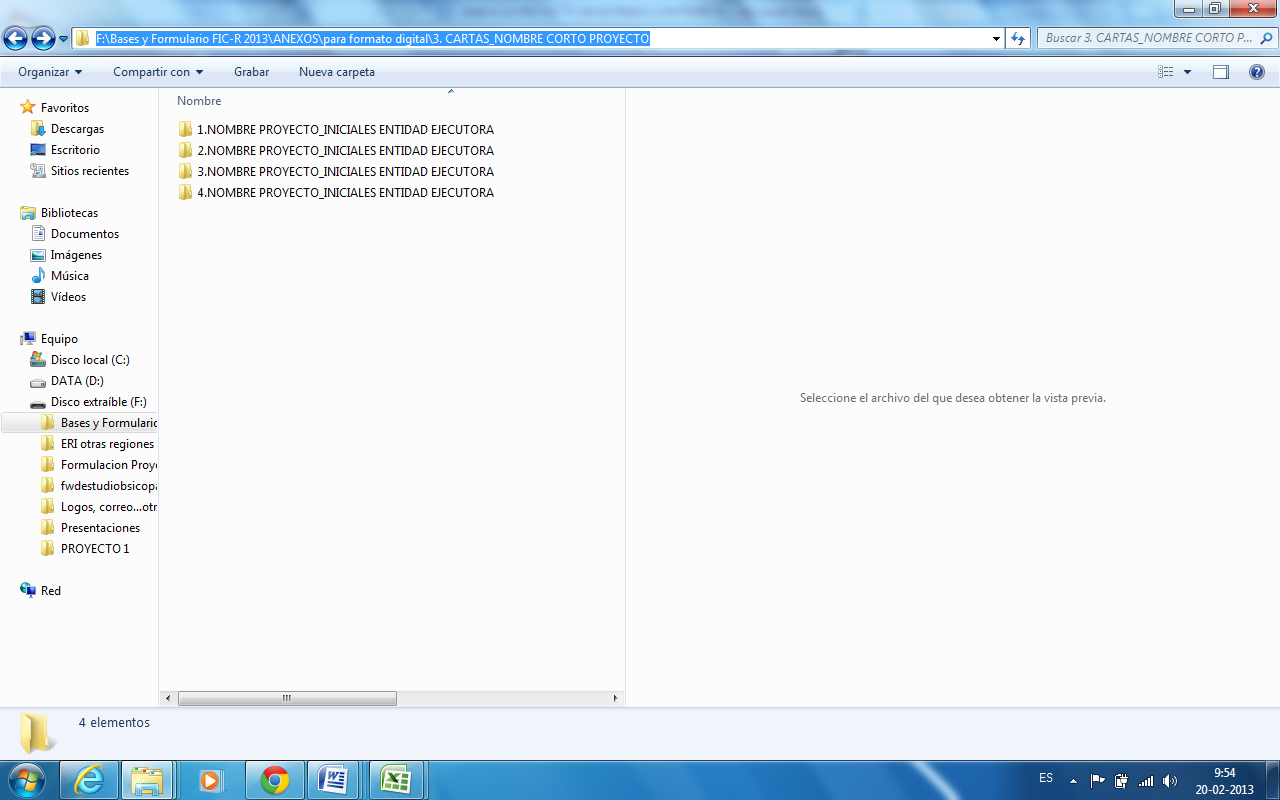 F:\Bases y Formulario FIC-R 2013\ANEXOS\para formato digital\3. CARTAS_NOMBRE CORTO PROYECTO
Buscar 3. CARTAS_NOMBRE CORTO P...
Organizar
Compartir con
Grabar
Nueva carpeta
Favoritos
Descargas
Escritorio
Sitios recientes
Bibliotecas
Documentos
Imágenes
Música
Vídeos
Equipo
Disco local (C:)
DATA (D:)
Disco extraíble (F:)
Bases y Formulario
ERI otras regiones
Formulacion Proy
fwdestudiobsicopa
Logos, correo...otr
Presentaciones
PROYECTO 1
Red
Nombre
1.NOMBRE PROYECTO_INICIALES ENTIDAD EJECUTORA
2.NOMBRE PROYECTO_INICIALES ENTIDAD EJECUTORA
3.NOMBRE PROYECTO_INICIALES ENTIDAD EJECUTORA
4.NOMBRE PROYECTO_INICIALES ENTIDAD EJECUTORA
Seleccione el archivo del que desea obtener la vista previa.
4 elementos
ES
9:54
20-02-2013